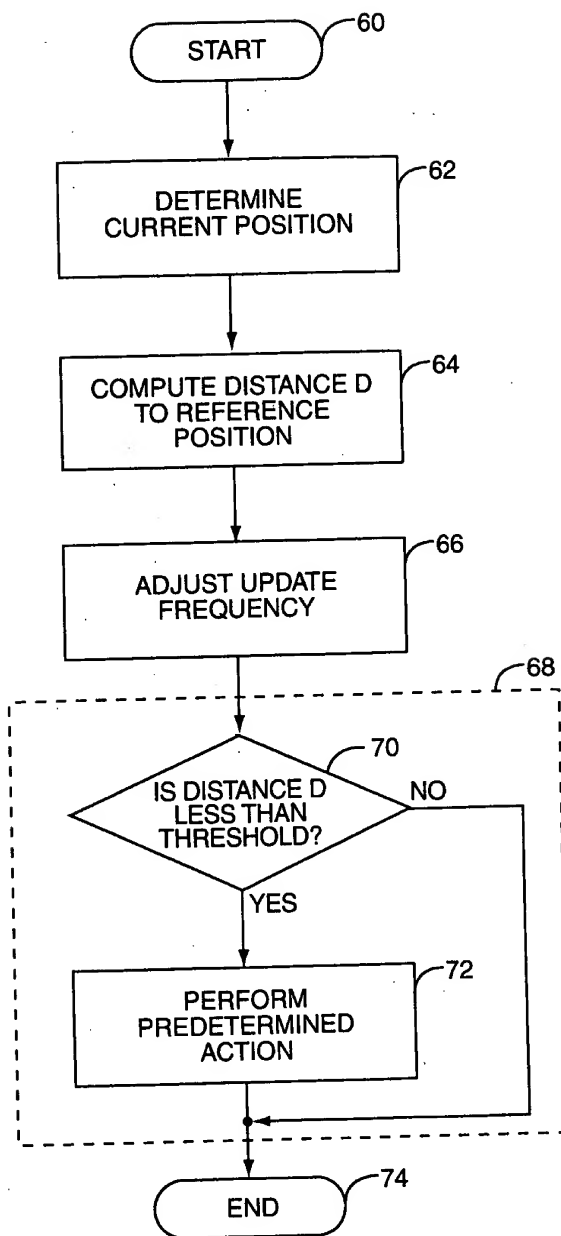 START
60
DETERMINE
CURRENT POSITION
62
COMPUTE DISTANCE D
TO REFERENCE
POSITION
64
ADJUST UPDATE
FREQUENCY
66
68
IS DISTANCE D
LESS THAN
THRESHOLD?
70
NO
YES
PERFORM
PREDETERMINED
ACTION
72
END
74